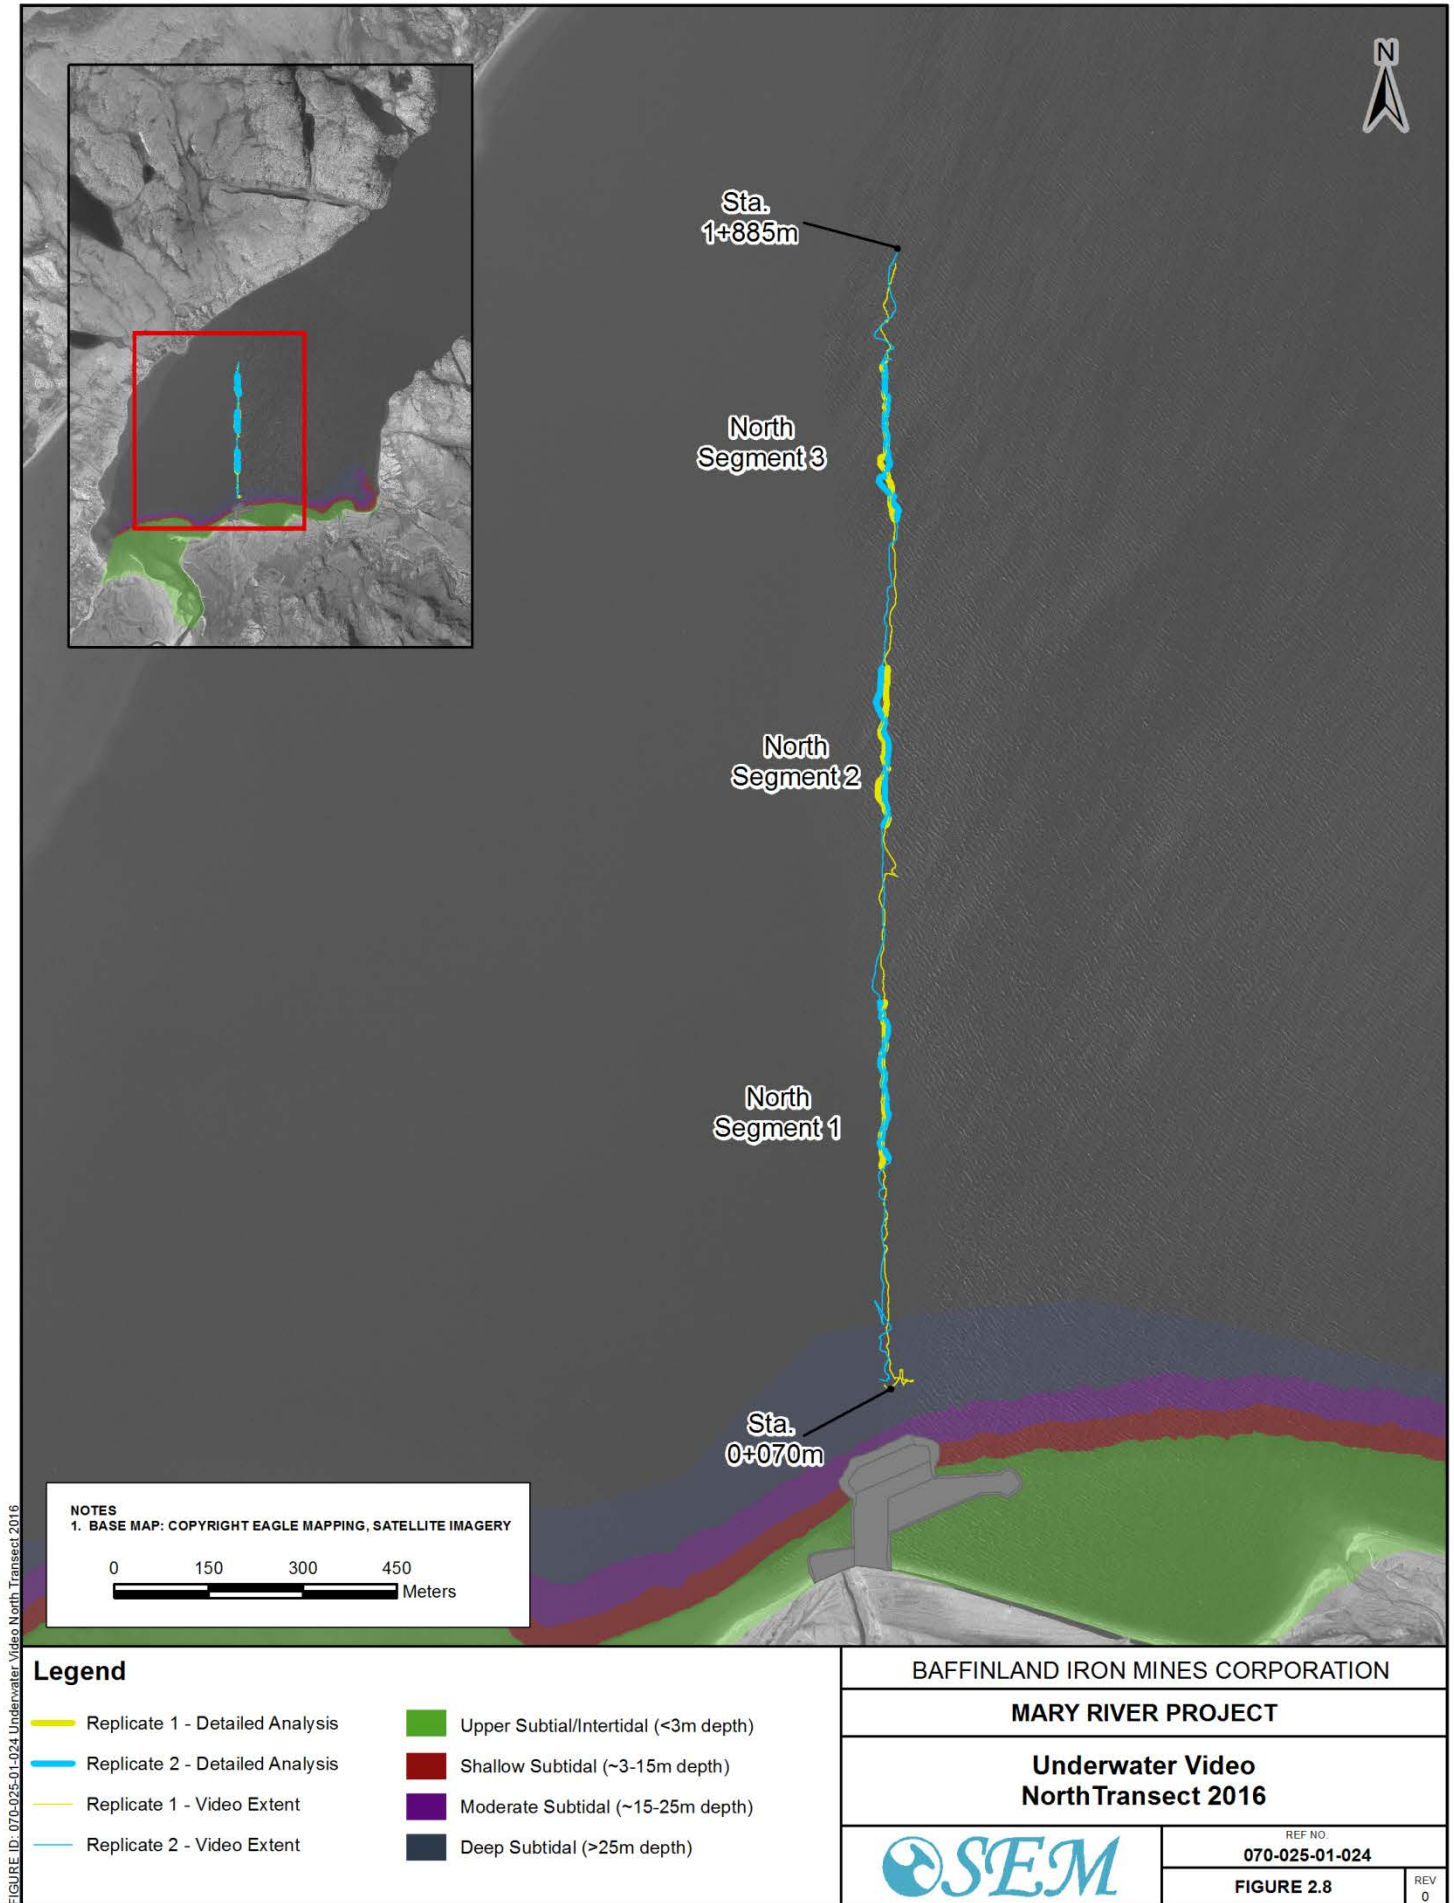 N
Sta.
1+885m
North
Segment 3
North
Segment 2
North
Segment 1
Sta.
0+070m
NOTES
1. BASE MAP: COPYRIGHT EAGLE MAPPING, SATELLITE IMAGERY
0 150 300 450
Meters
FIGURE ID: 070-025-01-024 Underwater Video North Transect 2016
Legend
Replicate 1 - Detailed Analysis
Replicate 2 - Detailed Analysis
Replicate 1 - Video Extent
Replicate 2 - Video Extent
Upper Subtial/Intertidal (<3m depth)
Shallow Subtidal (~3-15m depth)
Moderate Subtidal (~15-25m depth)
Deep Subtidal (>25m depth)
BAFFINLAND IRON MINES CORPORATION
MARY RIVER PROJECT
Underwater Video
NorthTransect 2016
SEM
REF NO.
070-025-01-024
FIGURE 2.8
REV
0